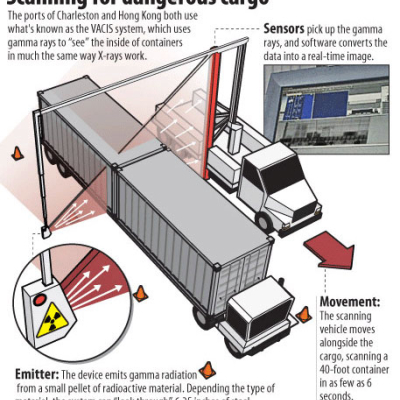 Scanning for dangerous cargo
The ports of Charleston and Hong Kong both use
what's known as the VACIS system, which uses
gamma rays to "see" the inside of containers
in much the same way X-rays work.
Sensors pick up the gamma
rays, and software converts the
data into a real-time image.
Movement:
The scanning
vehicle moves
alongside the
cargo, scanning a
40-foot container
in as few as 6
seconds.
Emitter: The device emits gamma radiation
from a small pellet of radioactive material. Depending the type of
material, the system can "look through" 6.25 inches of steel